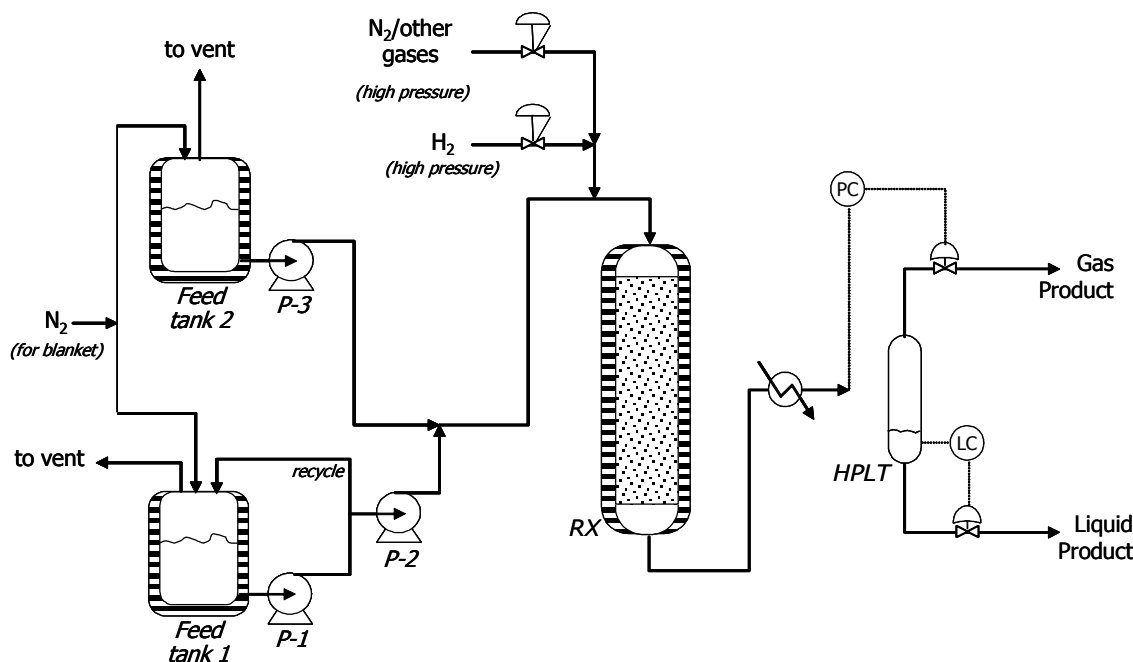 to vent
N₂/other
gases
(high pressure)
H₂
(high pressure)
PC
Gas
Product
Feed
tank 2
P-3
N₂
(for blanket)
to vent
recycle
LC
HPLT
RX
P-2
Liquid
Product
Feed
tank 1
P-1